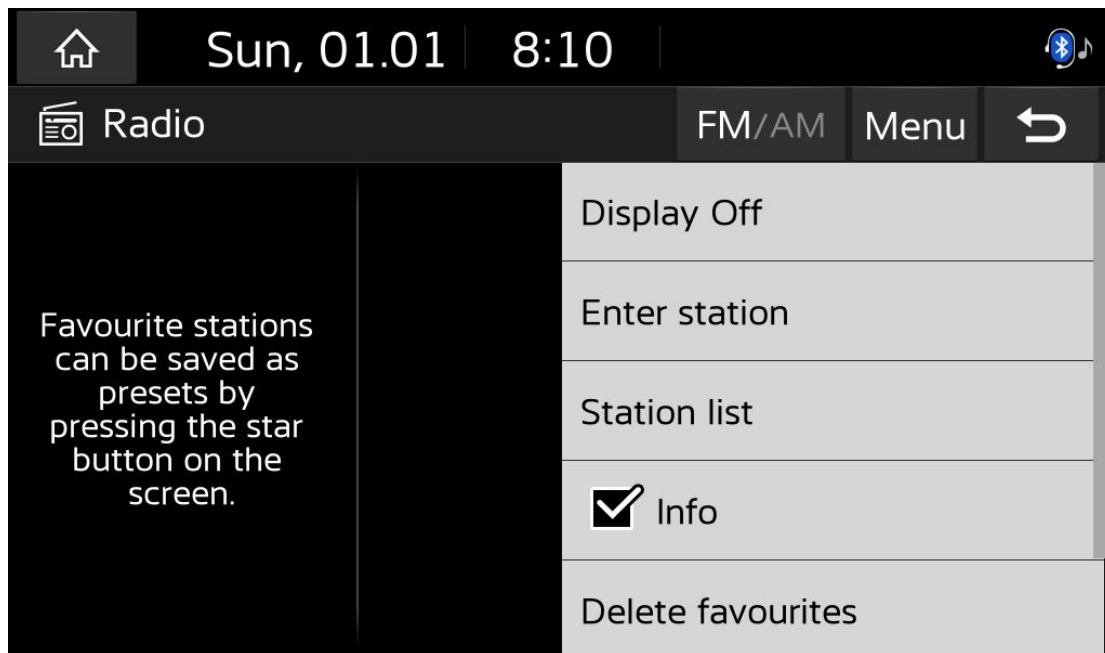 Sun, 01.01 8:10
Radio FM/AM Menu
Display Off
Enter station
Station list
Info
Delete favourites
Favourite stations
can be saved as
presets by
pressing the star
button on the
screen.